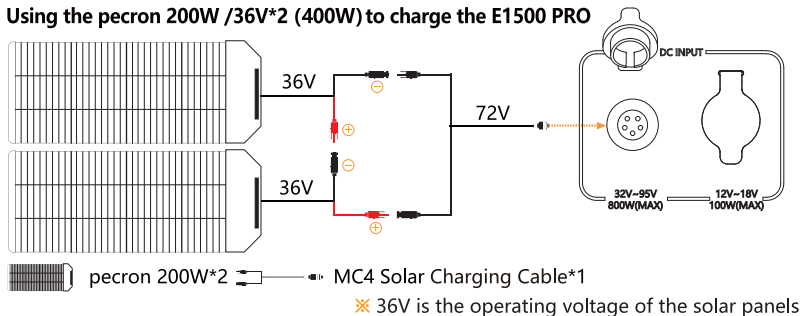 Using the pecron 200W /36V*2 (400W) to charge the E1500 PRO
DC INPUT
36V
72V
36V
32V~95V
800W(MAX)
12V~18V
100W(MAX)
pecron 200W*2
MC4 Solar Charging Cable*1
※ 36V is the operating voltage of the solar panels